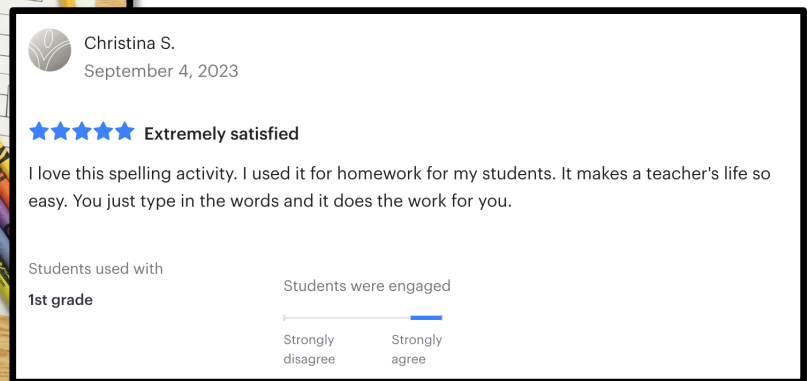 Christina S.
September 4, 2023
Extremely satisfied
I love this spelling activity. I used it for homework for my students. It makes a teacher's life so
easy. You just type in the words and it does the work for you.
Students used with
1st grade
Students were engaged
Strongly disagree
Strongly agree